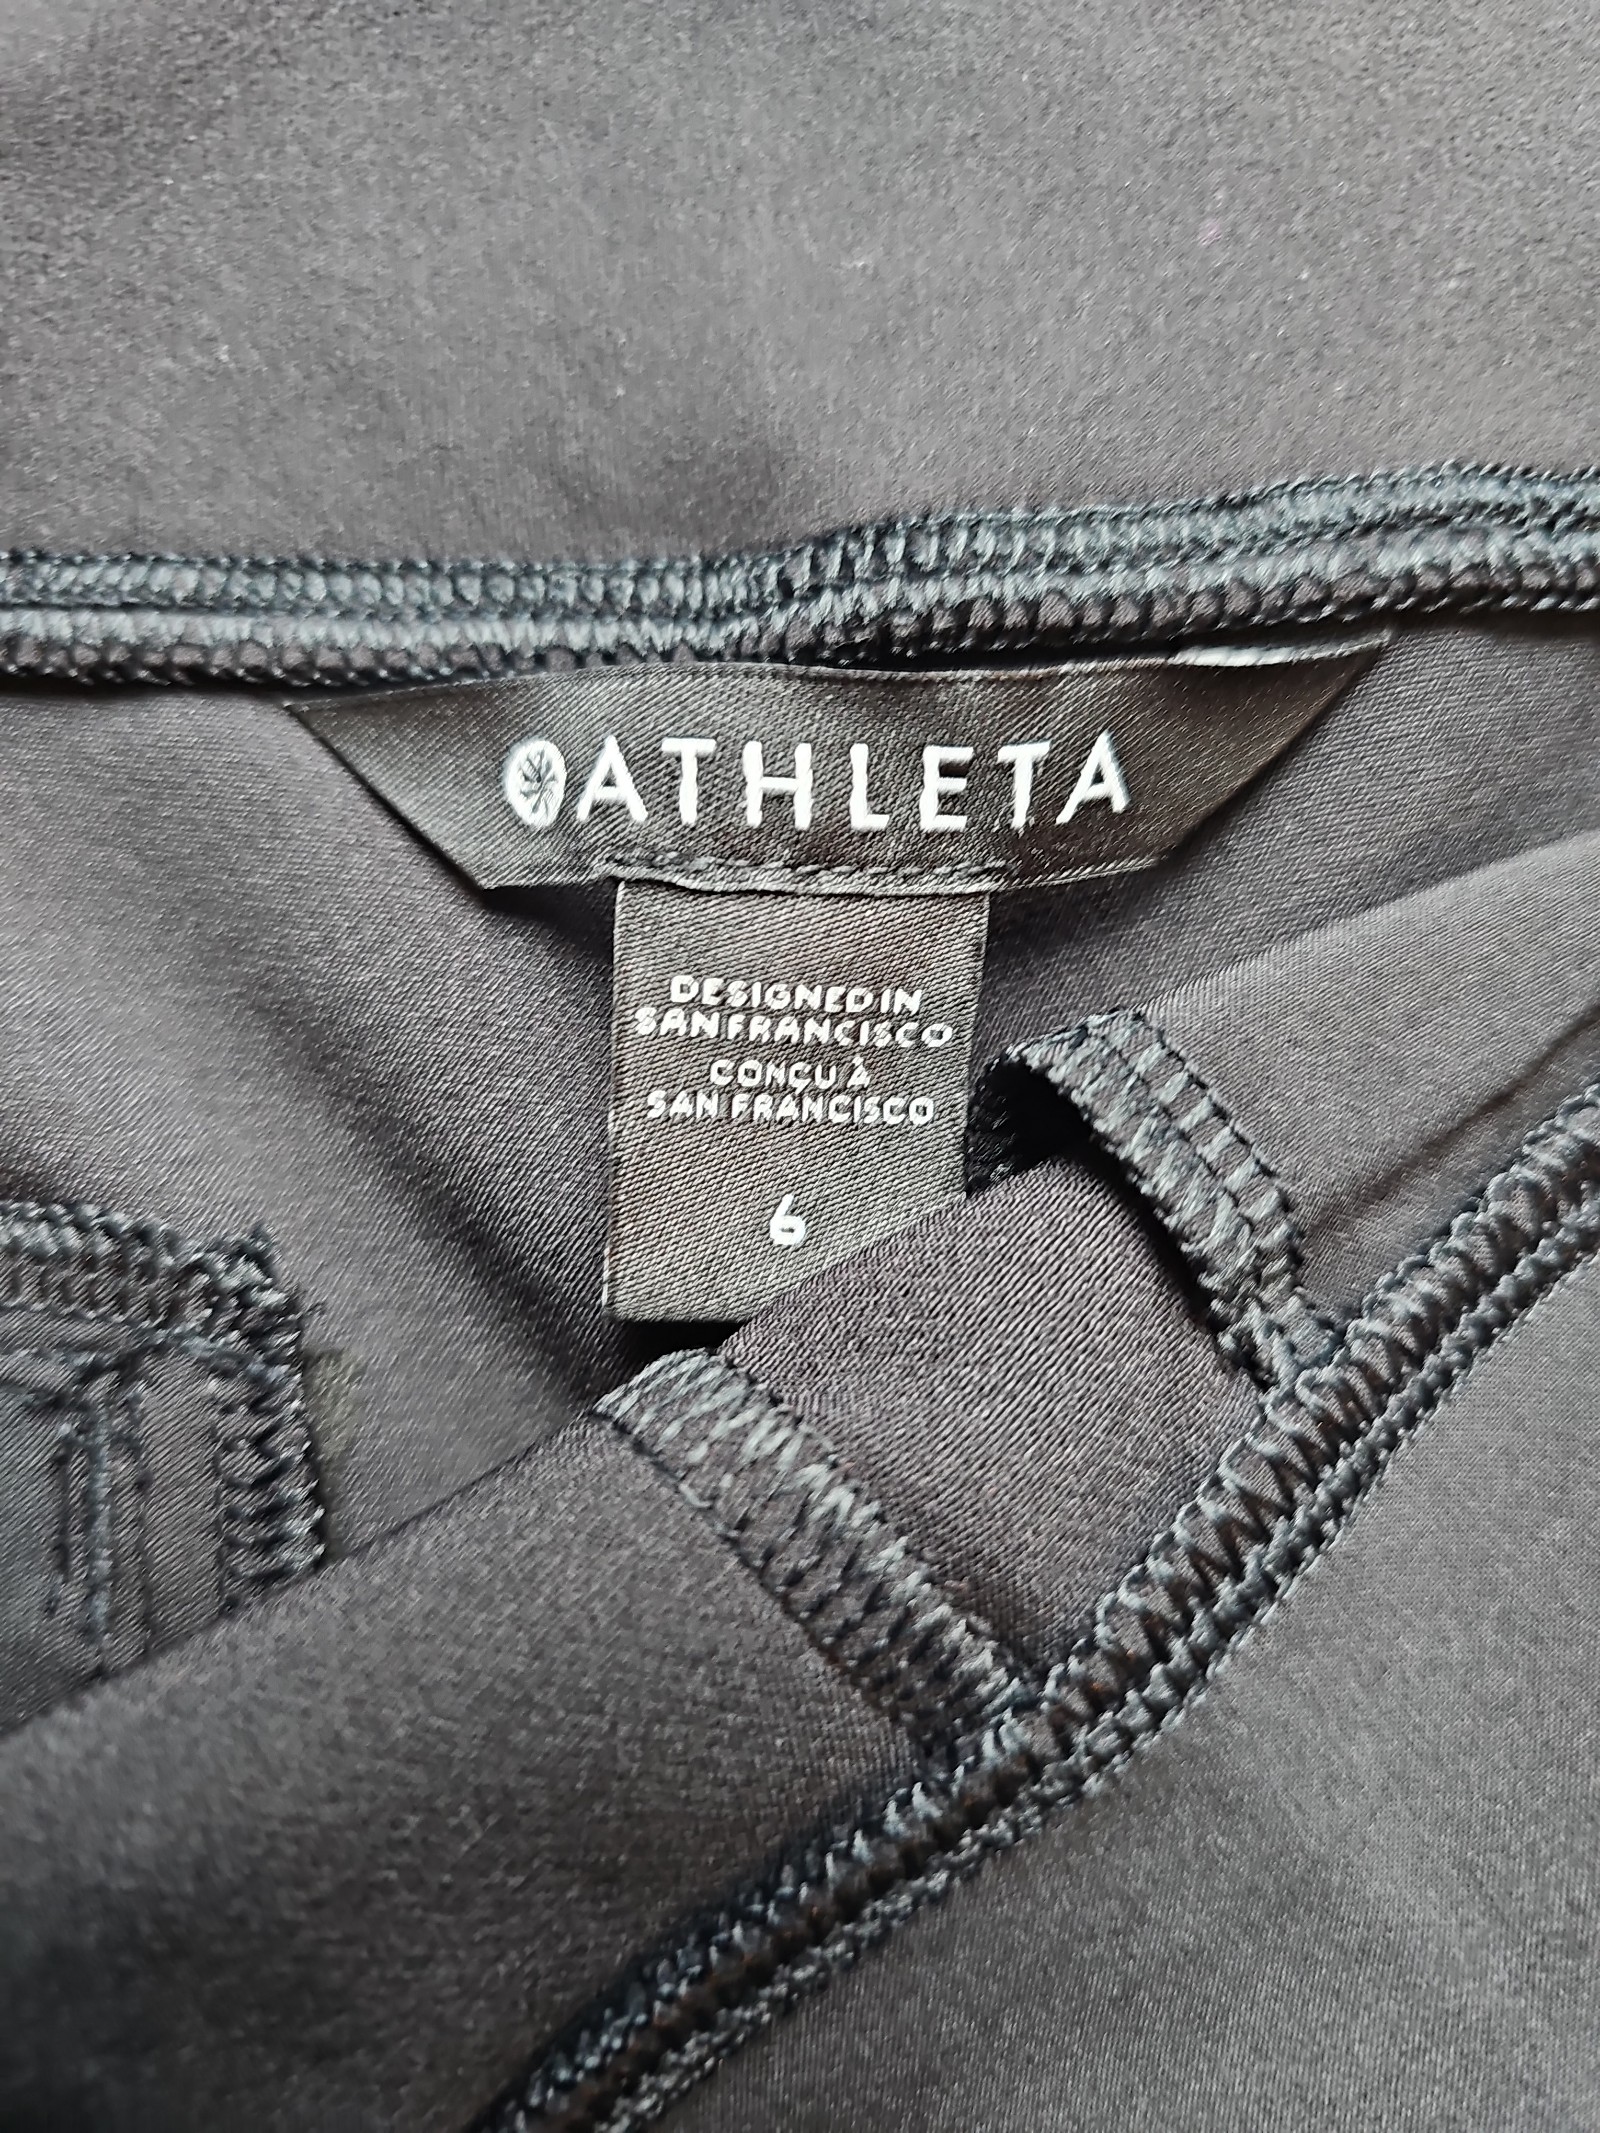 ATHLETA
DESIGNED IN
SAN FRANCISCO
CONÇU À
SAN FRANCISCO
6